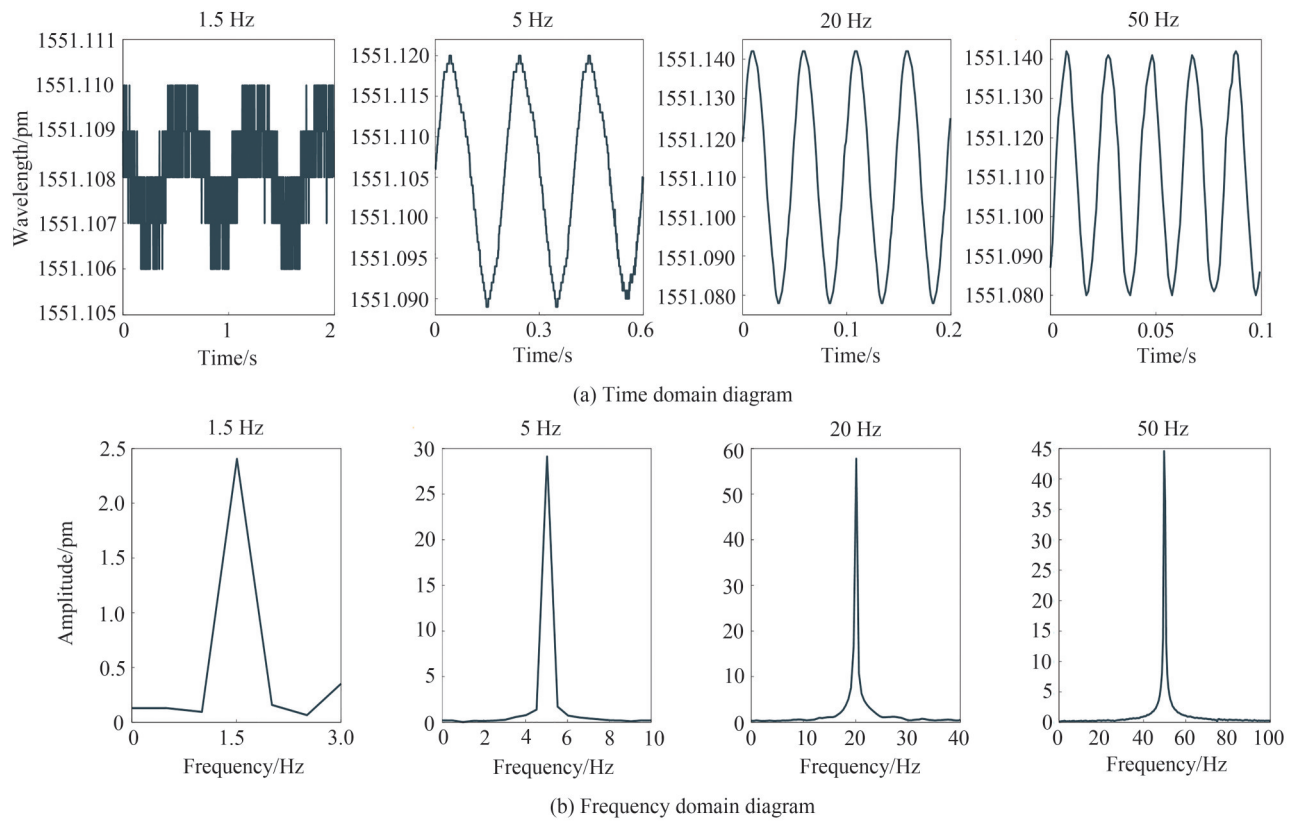 1.5 Hz 5 Hz 20 Hz 50 Hz
Wavelength/pm
1551.111
1551.110
1551.109
1551.108
1551.107
1551.106
1551.105
0 1 2
Time/s
1551.120
1551.115
1551.110
1551.105
1551.100
1551.095
1551.090
0 0.3 0.6
Time/s
1551.140
1551.130
1551.120
1551.110
1551.100
1551.090
1551.080
0 0.1 0.2
Time/s
1551.140
1551.130
1551.120
1551.110
1551.100
1551.090
1551.080
0 0.05 0.1
Time/s
(a) Time domain diagram
1.5 Hz 5 Hz 20 Hz 50 Hz
Amplitude/pm
2.5
2.0
1.5
1.0
0.5
0
0 1.5 3.0
Frequency/Hz
30
25
20
15
10
5
0
0 2 4 6 8 10
Frequency/Hz
60
50
40
30
20
10
0
0 10 20 30 40
Frequency/Hz
45
40
35
30
25
20
15
10
5
0
0 20 40 60 80 100
Frequency/Hz
(b) Frequency domain diagram